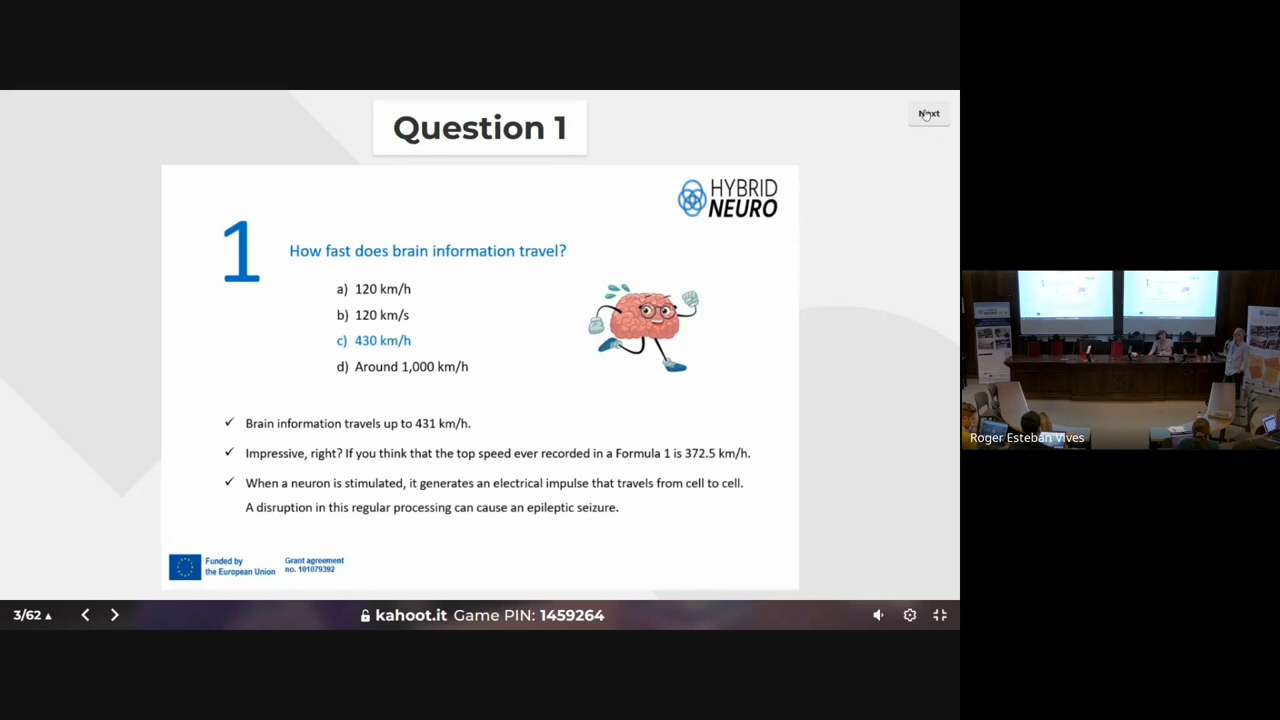 Question 1
Next
HYBRID
NEURO
1
How fast does brain information travel?
a) 120 km/h
b) 120 km/s
c) 430 km/h
d) Around 1,000 km/h
✓ Brain information travels up to 431 km/h.
✓ Impressive, right? If you think that the top speed ever recorded in a Formula 1 is 372.5 km/h.
✓ When a neuron is stimulated, it generates an electrical impulse that travels from cell to cell.
A disruption in this regular processing can cause an epileptic seizure.
Funded by
the European Union
Grant agreement
no. 101079392
3/62
kahoot.it Game PIN: 1459264
Roger Esteban Vives